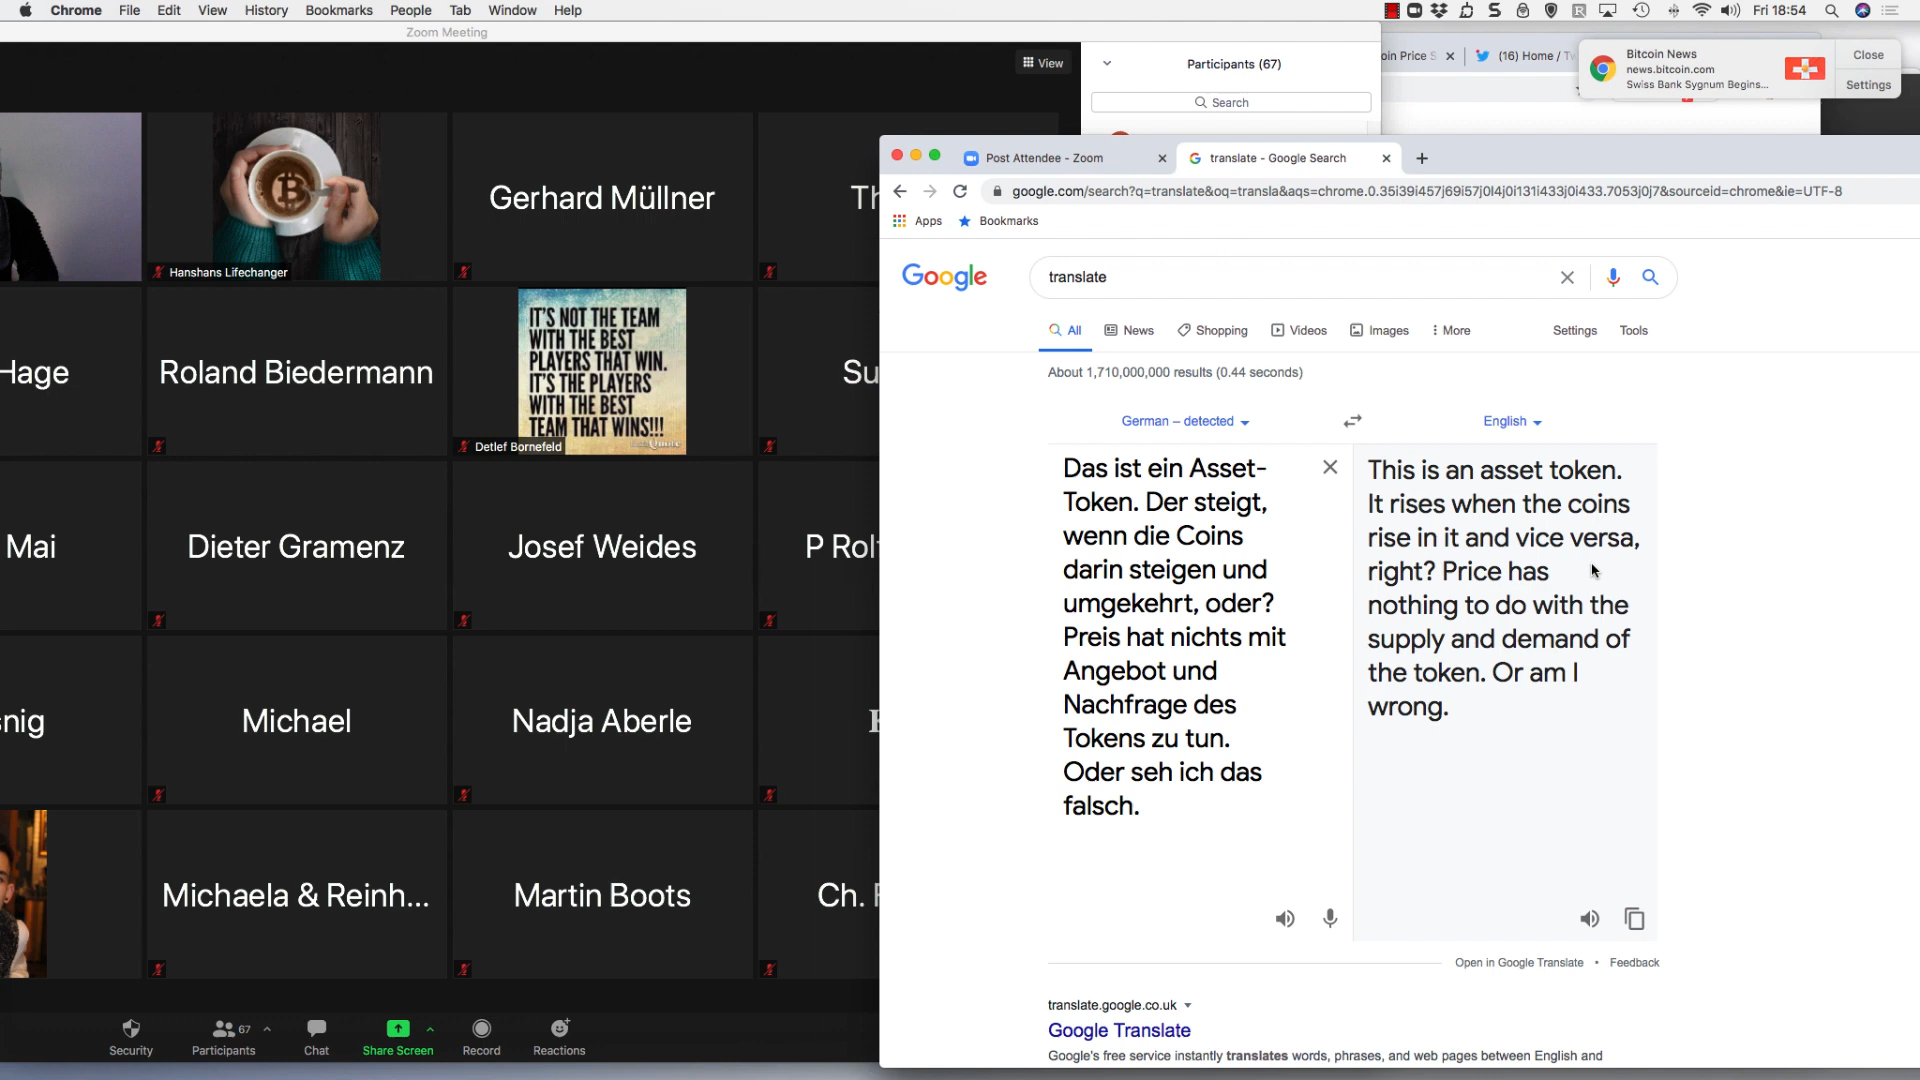 Chrome File Edit View History Bookmarks People Tab Window Help
Fri 18:54
Zoom Meeting
View
Participants (67)
Search
(16) Home /
Bitcoin News
news.bitcoin.com
Swiss Bank Sygnum Begins...
Close
Settings
Post Attendee - Zoom
translate - Google Search
google.com/search?q=translate&oq=transla&aqs=chrome.0.35i39i457j69i57j0l4j0i131i433j0i433.7053j0j7&sourceid=chrome&ie=UTF-8
Apps Bookmarks
Google
translate
All News Shopping Videos Images More Settings Tools
About 1,710,000,000 results (0.44 seconds)
German – detected
English
Das ist ein Asset-
Token. Der steigt,
wenn die Coins
darin steigen und
umgekehrt, oder?
Preis hat nichts mit
Angebot und
Nachfrage des
Tokens zu tun.
Oder seh ich das
falsch.
This is an asset token.
It rises when the coins
rise in it and vice versa,
right? Price has
nothing to do with the
supply and demand of
the token. Or am I
wrong.
Open in Google Translate • Feedback
translate.google.co.uk
Google Translate
Google's free service instantly translates words, phrases, and web pages between English and
Hanshans Lifechanger
Gerhard Müllner
Hage
Roland Biedermann
IT'S NOT THE TEAM
WITH THE BEST
PLAYERS THAT WIN.
IT'S THE PLAYERS
WITH THE BEST
TEAM THAT WINS!!!
Detlef Bornefeld
Su
Mai
Dieter Gramenz
Josef Weides
P Rol
nig
Michael
Nadja Aberle
Michaela & Reinh...
Martin Boots
Ch.
Security
67
Participants
Chat
Share Screen
Record
Reactions